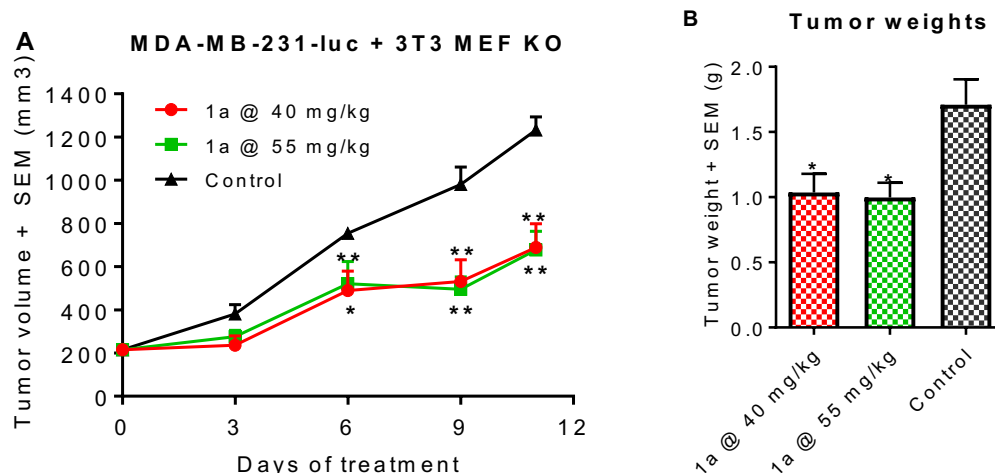 A
MDA-MB-231-luc + 3T3 MEF KO
Tumor volume + SEM (mm3)
1400
1200
1000
800
600
400
200
0
1a @ 40 mg/kg
1a @ 55 mg/kg
Control
**
*
**
**
**
**
0 3 6 9 12
Days of treatment
B
Tumor weights
Tumor weight + SEM (g)
2.0
1.5
1.0
0.5
0.0
*
*
1a @ 40 mg/kg
1a @ 55 mg/kg
Control